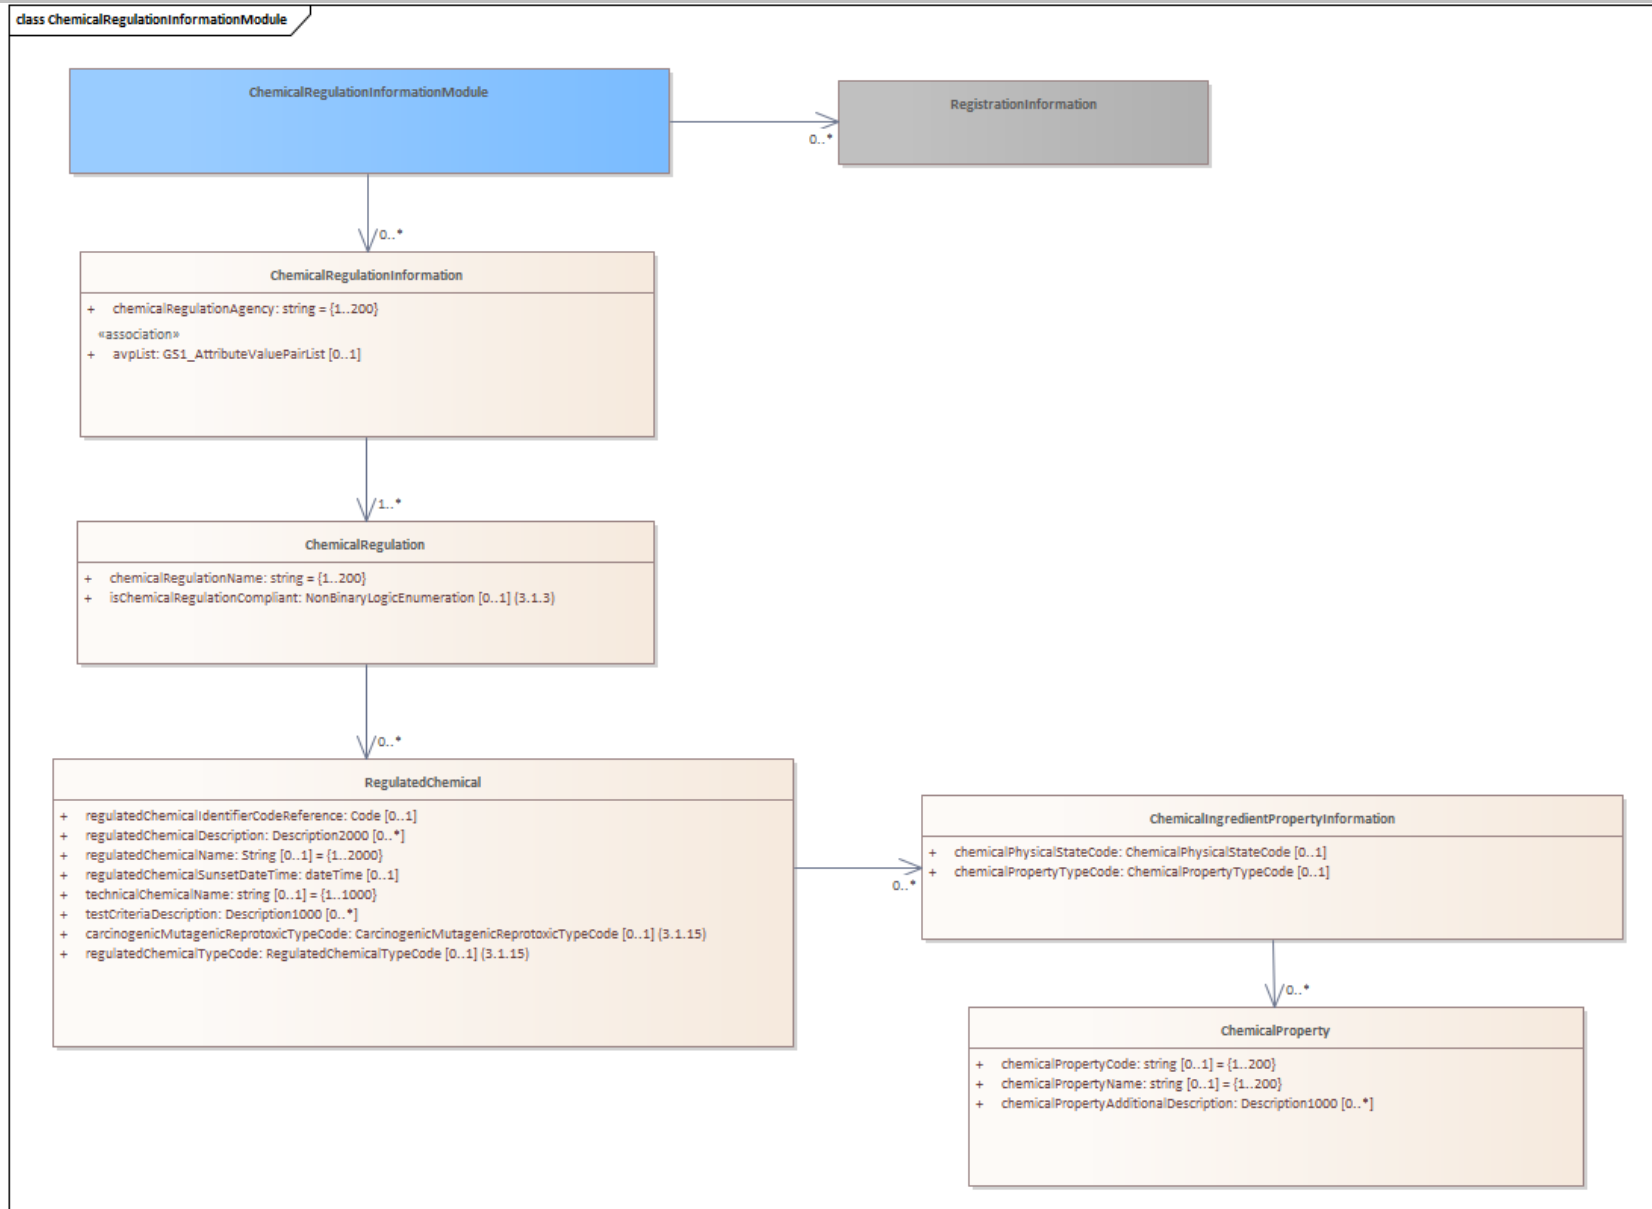 class ChemicalRegulationInformationModule
ChemicalRegulationInformationModule
RegistrationInformation
0..*
0..*
ChemicalRegulationInformation
+ chemicalRegulationAgency: string = {1..200}
«association»
+ avpList: GS1_AttributeValuePairList [0..1]
1..*
ChemicalRegulation
+ chemicalRegulationName: string = {1..200}
+ isChemicalRegulationCompliant: NonBinaryLogicEnumeration [0..1] (3.1.3)
0..*
RegulatedChemical
+ regulatedChemicalIdentifierCodeReference: Code [0..1]
+ regulatedChemicalDescription: Description2000 [0..*]
+ regulatedChemicalName: String [0..1] = {1..2000}
+ regulatedChemicalSunsetDateTime: dateTime [0..1]
+ technicalChemicalName: string [0..1] = {1..1000}
+ testCriteriaDescription: Description1000 [0..*]
+ carcinogenicMutagenicReprotoxicTypeCode: CarcinogenicMutagenicReprotoxicTypeCode [0..1] (3.1.15)
+ regulatedChemicalTypeCode: RegulatedChemicalTypeCode [0..1] (3.1.15)
0..*
ChemicalIngredientPropertyInformation
+ chemicalPhysicalStateCode: ChemicalPhysicalStateCode [0..1]
+ chemicalPropertyTypeCode: ChemicalPropertyTypeCode [0..1]
0..*
ChemicalProperty
+ chemicalPropertyCode: string [0..1] = {1..200}
+ chemicalPropertyName: string [0..1] = {1..200}
+ chemicalPropertyAdditionalDescription: Description1000 [0..*]